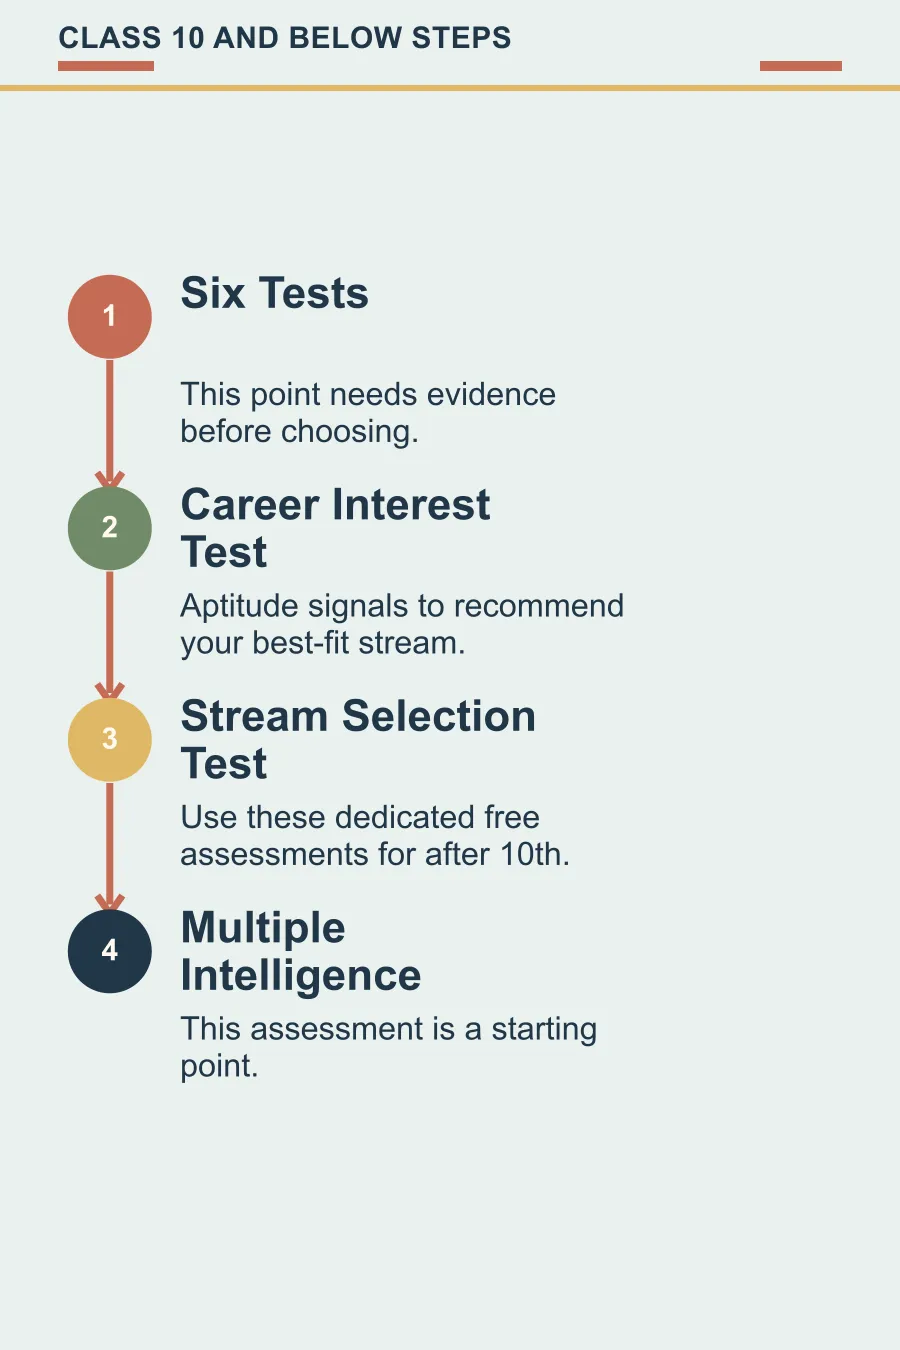 CLASS 10 AND BELOW STEPS
1
Six Tests
This point needs evidence
before choosing.
2
Career Interest
Test
Aptitude signals to recommend
your best-fit stream.
3
Stream Selection
Test
Use these dedicated free
assessments for after 10th.
4
Multiple
Intelligence
This assessment is a starting
point.